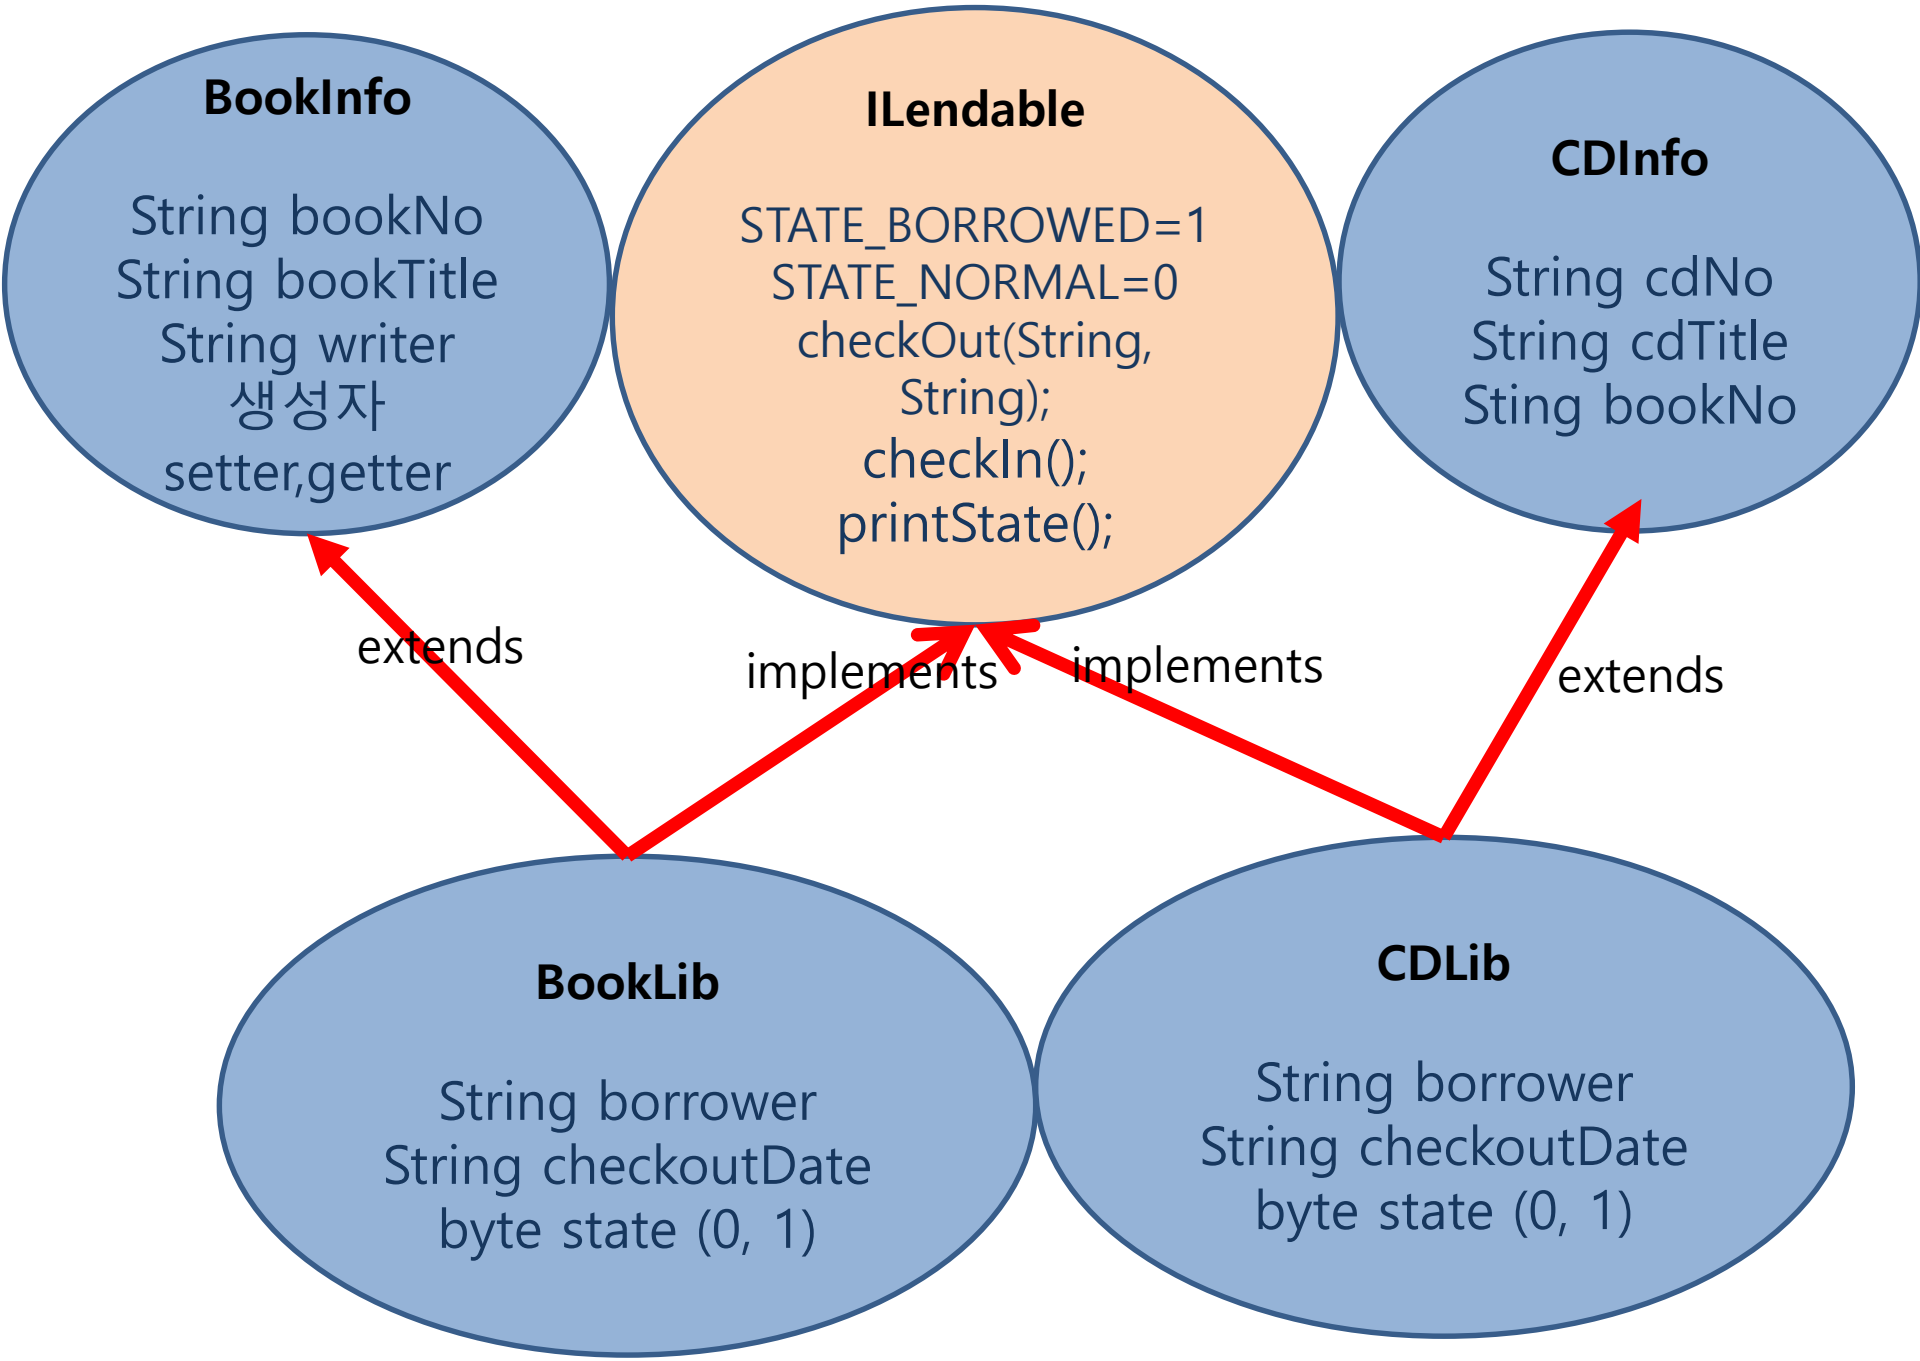 BookInfo
String bookNo
String bookTitle
String writer
생성자
setter,getter
ILendable
STATE_BORROWED=1
STATE_NORMAL=0
checkOut(String,
String);
checkIn();
printState();
CDInfo
String cdNo
String cdTitle
Sting bookNo
extends
implements
implements
extends
BookLib
String borrower
String checkoutDate
byte state (0, 1)
CDLib
String borrower
String checkoutDate
byte state (0, 1)